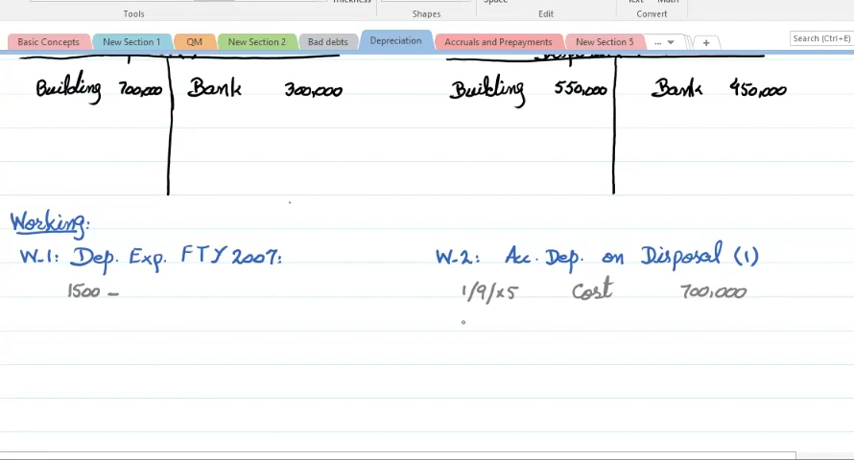 Tools
Shapes
Edit
Convert
Basic Concepts
New Section 1
QM
New Section 2
Bad debts
Depreciation
Accruals and Prepayments
New Section 5
...
+
Search (Ctrl+E)
Building 700,000 Bank 300,000
Building 550,000 Bank 450,000
Working:
W-1: Dep. Exp. FTY 2007:
1500 -
W-2: Acc. Dep. on Disposal (1)
1/9/x5 Cost 700,000